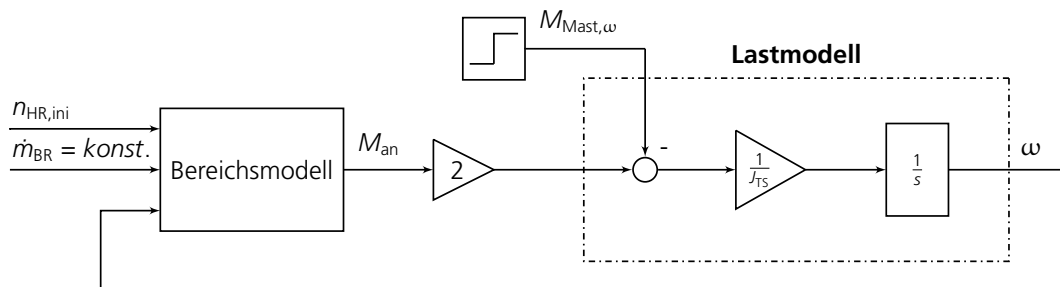 M_Mast,ω
Lastmodell
n_HR,ini
ṁ_BR = konst.
Bereichsmodell
M_an
2
-
1/J_TS
1/s
ω